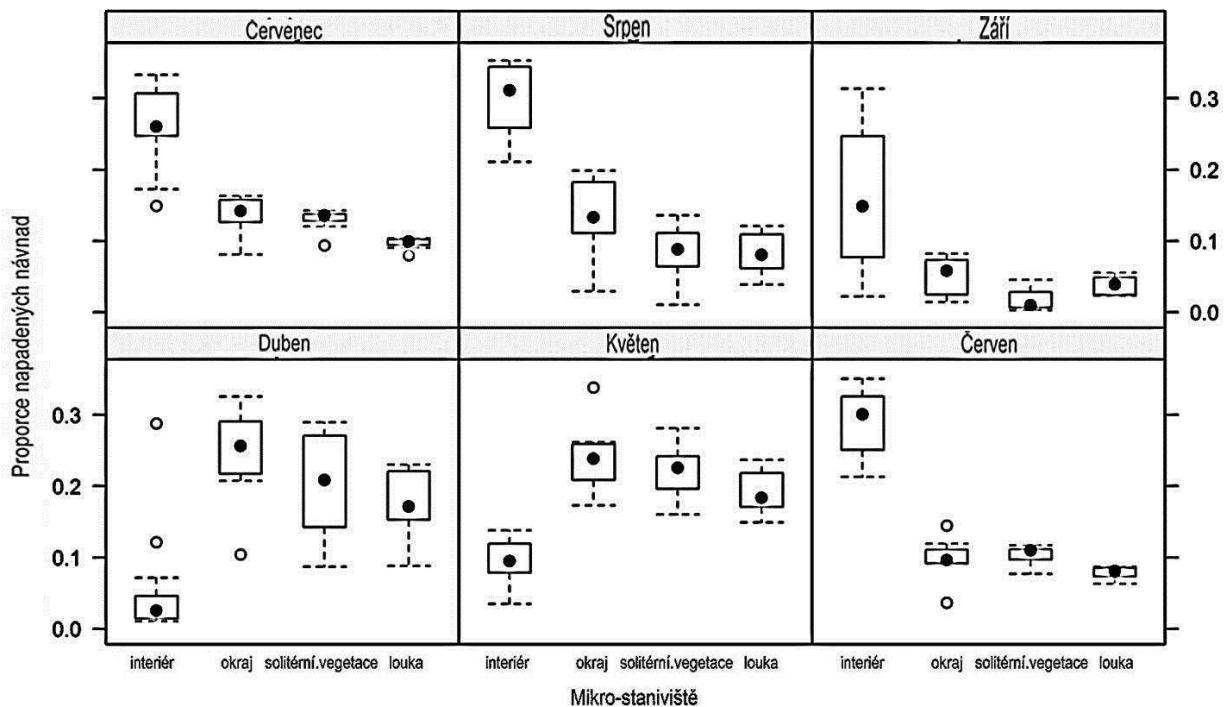 Červenec Srpen Září
0.3
0.2
0.1
0.0
Duben Květen Červen
0.3
0.2
0.1
0.0
Proporce napadených návnad
interiér okraj solitérní.vegetace louka interiér okraj solitérní.vegetace louka interiér okraj solitérní.vegetace louka
Mikro-staniviště